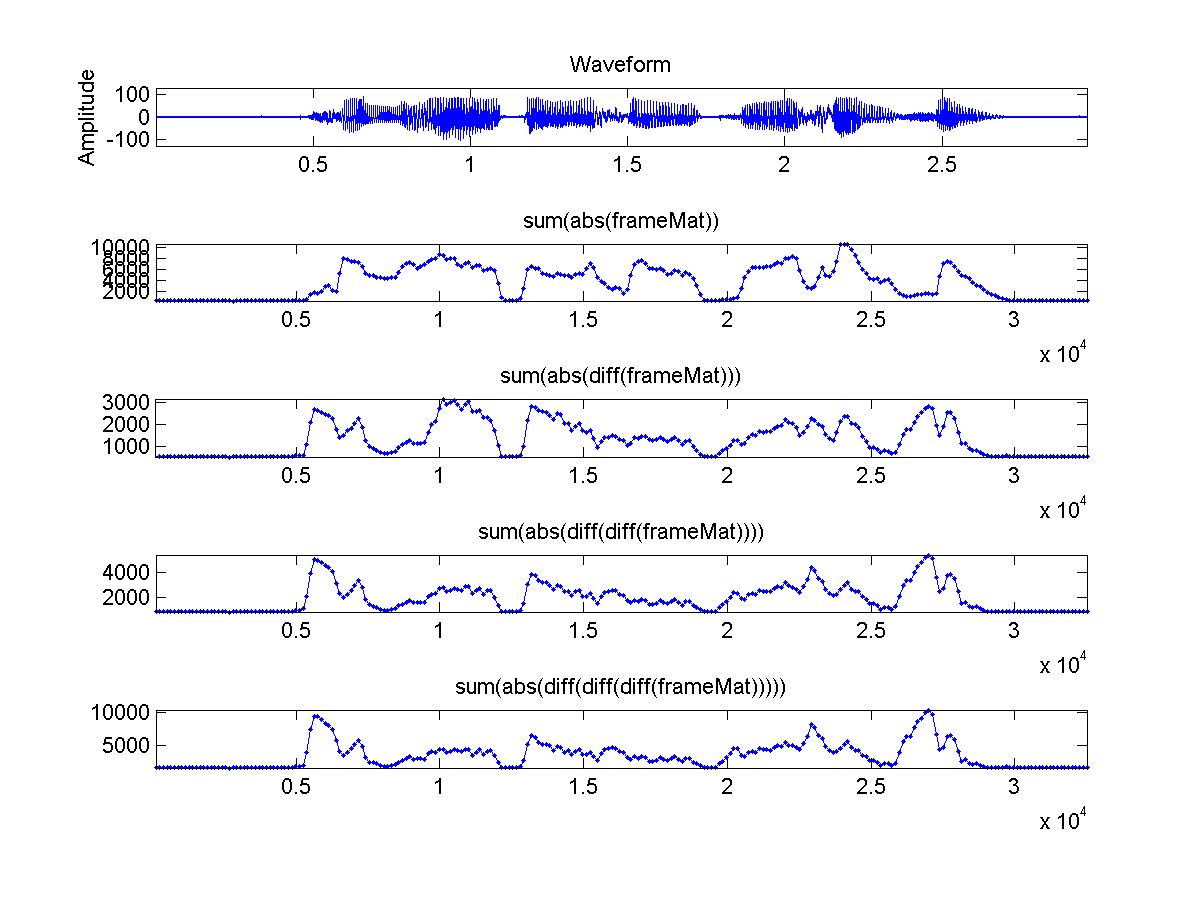 Waveform
Amplitude
100
0
-100
0.5 1 1.5 2 2.5
sum(abs(frameMat))
10000
8000
6000
4000
2000
0.5 1 1.5 2 2.5 3
x 10^4
sum(abs(diff(frameMat)))
3000
2000
1000
0.5 1 1.5 2 2.5 3
x 10^4
sum(abs(diff(diff(frameMat))))
4000
2000
0.5 1 1.5 2 2.5 3
x 10^4
sum(abs(diff(diff(diff(frameMat)))))
10000
5000
0.5 1 1.5 2 2.5 3
x 10^4